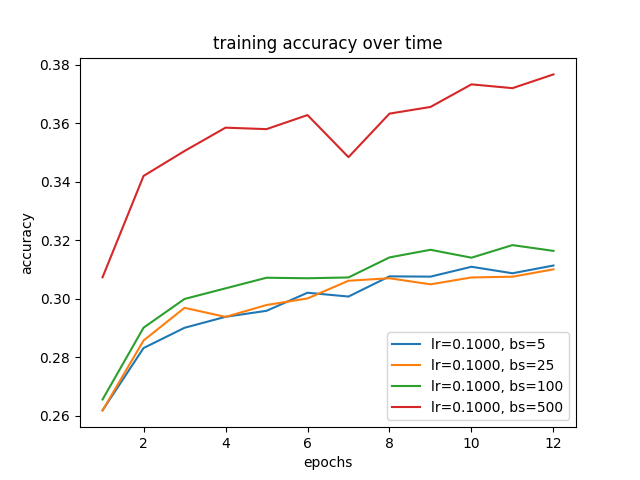 training accuracy over time
accuracy
0.38
0.36
0.34
0.32
0.30
0.28
0.26
2 4 6 8 10 12
epochs
lr=0.1000, bs=5
lr=0.1000, bs=25
lr=0.1000, bs=100
lr=0.1000, bs=500